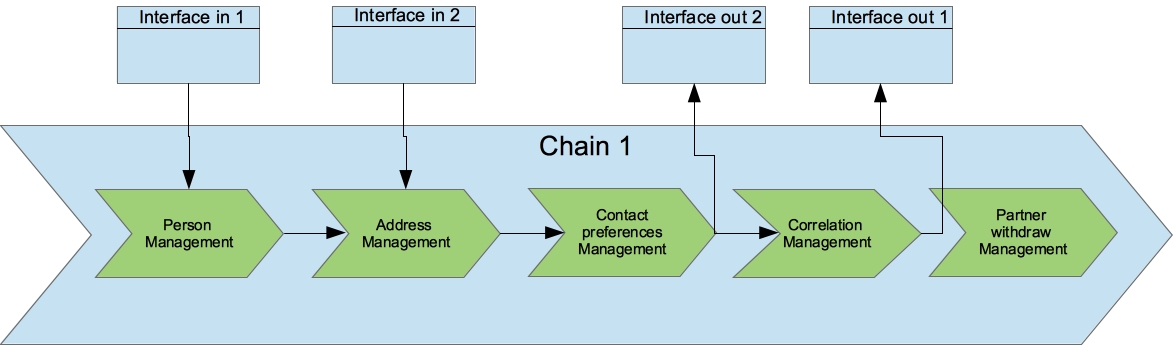 Interface in 1
Interface in 2
Interface out 2
Interface out 1
Chain 1
Person
Management
Address
Management
Contact
preferences
Management
Correlation
Management
Partner
withdraw
Management